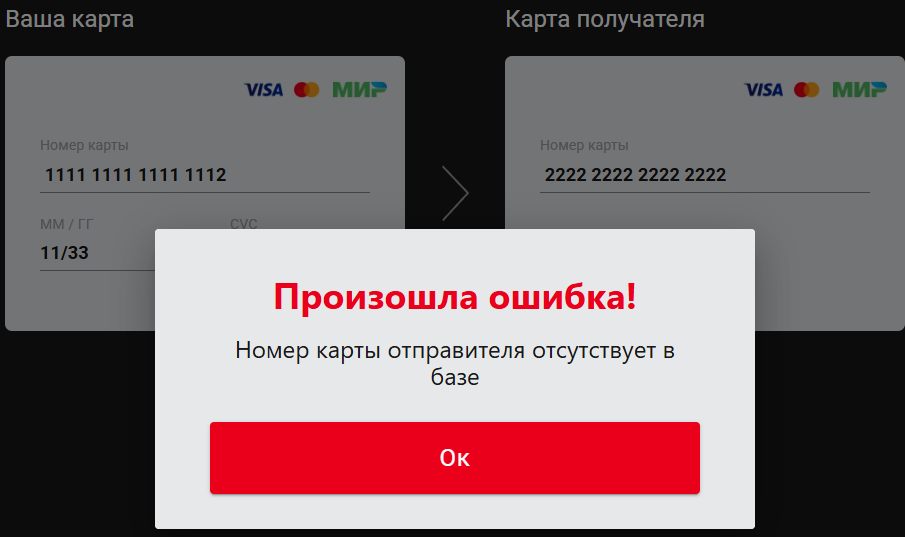 Ваша карта
Карта получателя
VISA МИР
VISA МИР
Номер карты
Номер карты
1111 1111 1111 1112
2222 2222 2222 2222
ММ / ГГ
CVC
11/33
Произошла ошибка!
Номер карты отправителя отсутствует в
базе
Ок